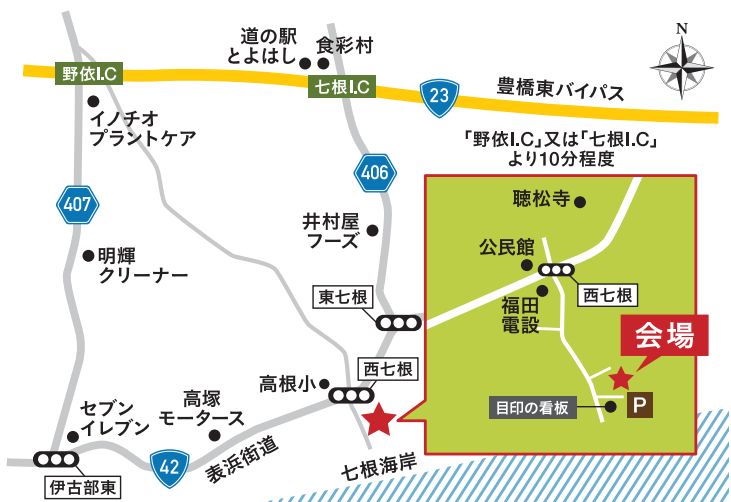 道の駅
とよはし
食彩村
N
野依I.C
七根I.C
23
豊橋東バイパス
イノチオ
プラントケア
「野依I.C」又は「七根I.C」
より10分程度
406
407
聴松寺
井村屋
フーズ
公民館
明輝
クリーナー
西七根
東七根
福田
電設
会場
西七根
高根小
目印の看板
P
セブン
イレブン
高塚
モータース
42
表浜街道
七根海岸
伊古部東